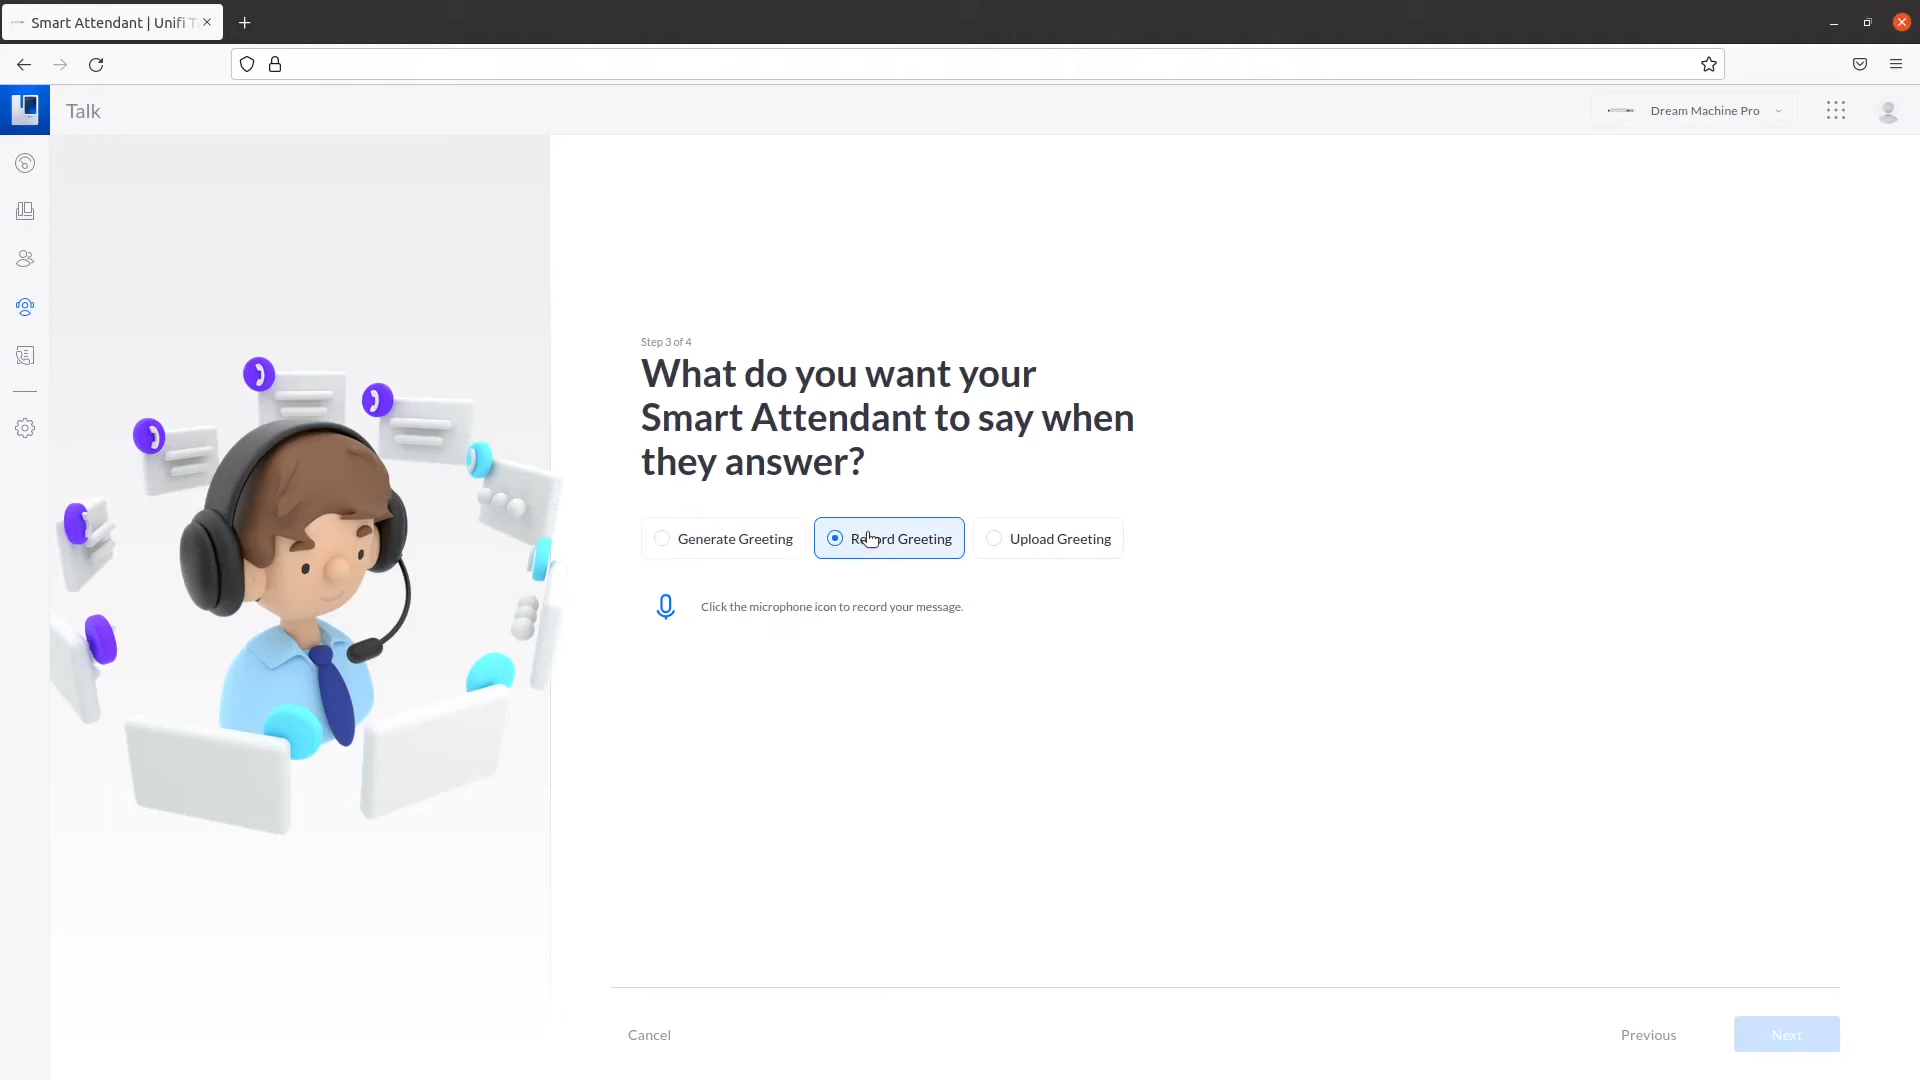 Smart Attendant | Unifi T
Talk
Dream Machine Pro
Step 3 of 4
What do you want your
Smart Attendant to say when
they answer?
Generate Greeting
Record Greeting
Upload Greeting
Click the microphone icon to record your message.
Cancel
Previous
Next